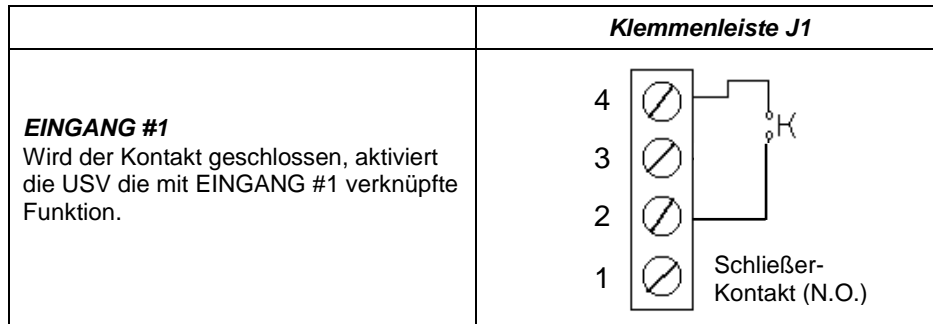 Klemmenleiste J1
EINGANG #1
Wird der Kontakt geschlossen, aktiviert
die USV die mit EINGANG #1 verknüpfte
Funktion.
4
3
2
1
Schließer-
Kontakt (N.O.)